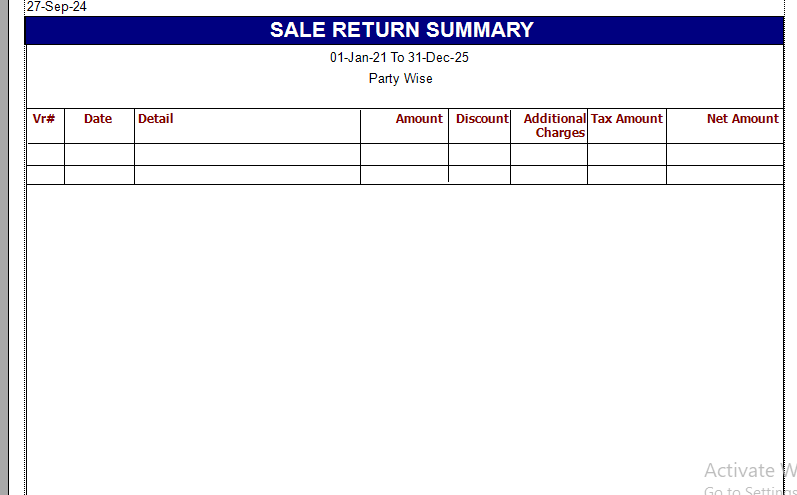 27-Sep-24
SALE RETURN SUMMARY
01-Jan-21 To 31-Dec-25
Party Wise
Vr# Date Detail Amount Discount Additional Charges Tax Amount Net Amount
Activate W
Go to Settings